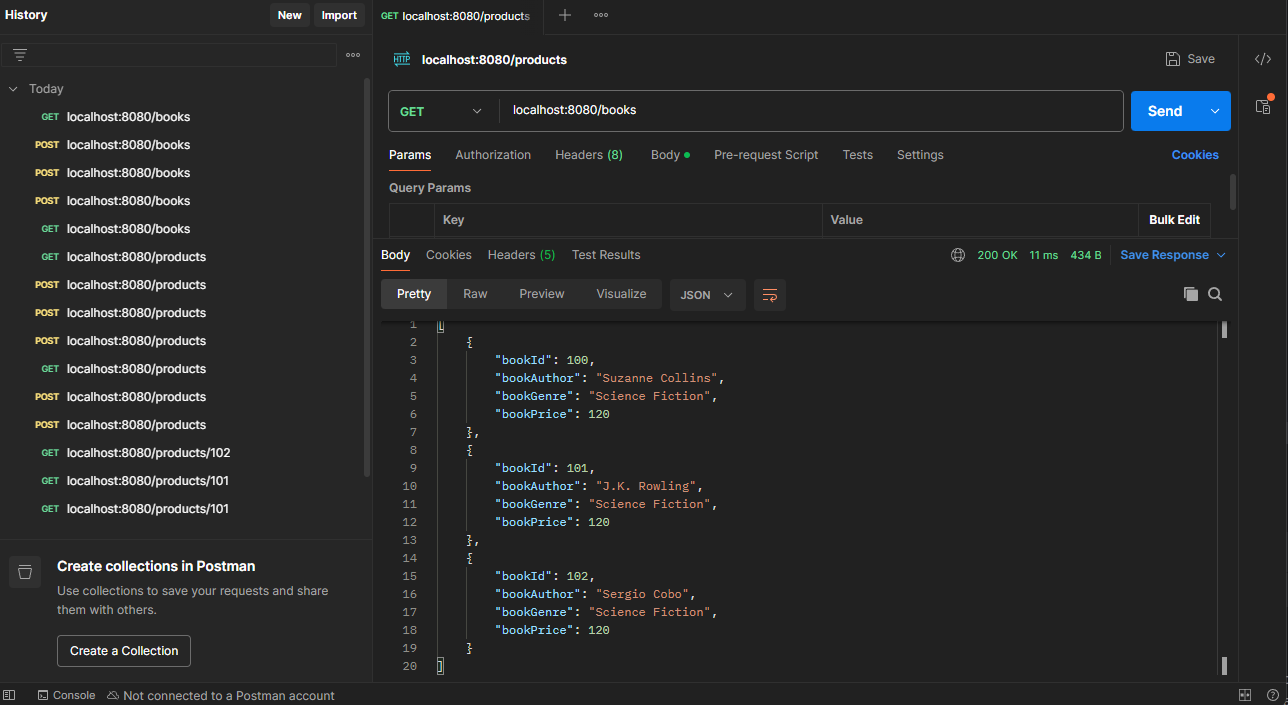 History
New
Import
GET localhost:8080/products
Today
GET localhost:8080/books
POST localhost:8080/books
POST localhost:8080/books
POST localhost:8080/books
GET localhost:8080/books
GET localhost:8080/products
POST localhost:8080/products
POST localhost:8080/products
POST localhost:8080/products
GET localhost:8080/products
POST localhost:8080/products
POST localhost:8080/products
GET localhost:8080/products/102
GET localhost:8080/products/101
GET localhost:8080/products/101
Create collections in Postman
Use collections to save your requests and share
them with others.
Create a Collection
HTTP localhost:8080/products
Save
</>
GET localhost:8080/books
Send
Params Authorization Headers (8) Body Pre-request Script Tests Settings Cookies
Query Params
Key Value Bulk Edit
Body Cookies Headers (5) Test Results 200 OK 11 ms 434 B Save Response
Pretty Raw Preview Visualize JSON
1 [
2 {
3 "bookId": 100,
4 "bookAuthor": "Suzanne Collins",
5 "bookGenre": "Science Fiction",
6 "bookPrice": 120
7 },
8 {
9 "bookId": 101,
10 "bookAuthor": "J.K. Rowling",
11 "bookGenre": "Science Fiction",
12 "bookPrice": 120
13 },
14 {
15 "bookId": 102,
16 "bookAuthor": "Sergio Cobo",
17 "bookGenre": "Science Fiction",
18 "bookPrice": 120
19 }
20 ]
Console Not connected to a Postman account